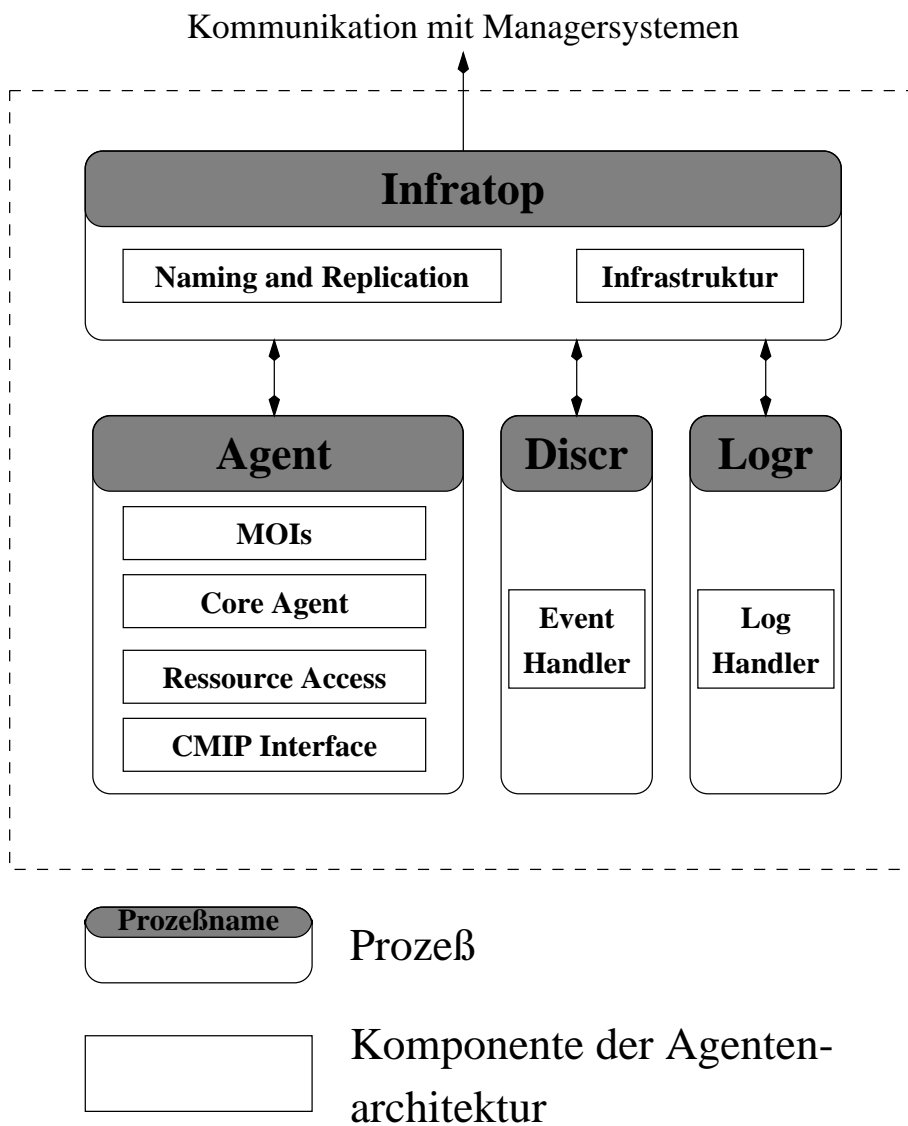 Kommunikation mit Managersystemen
Infratop
Naming and Replication
Infrastruktur
Agent
MOIs
Core Agent
Ressource Access
CMIP Interface
Discr
Event
Handler
Logr
Log
Handler
Prozeßname
Prozeß
Komponente der Agenten-
architektur